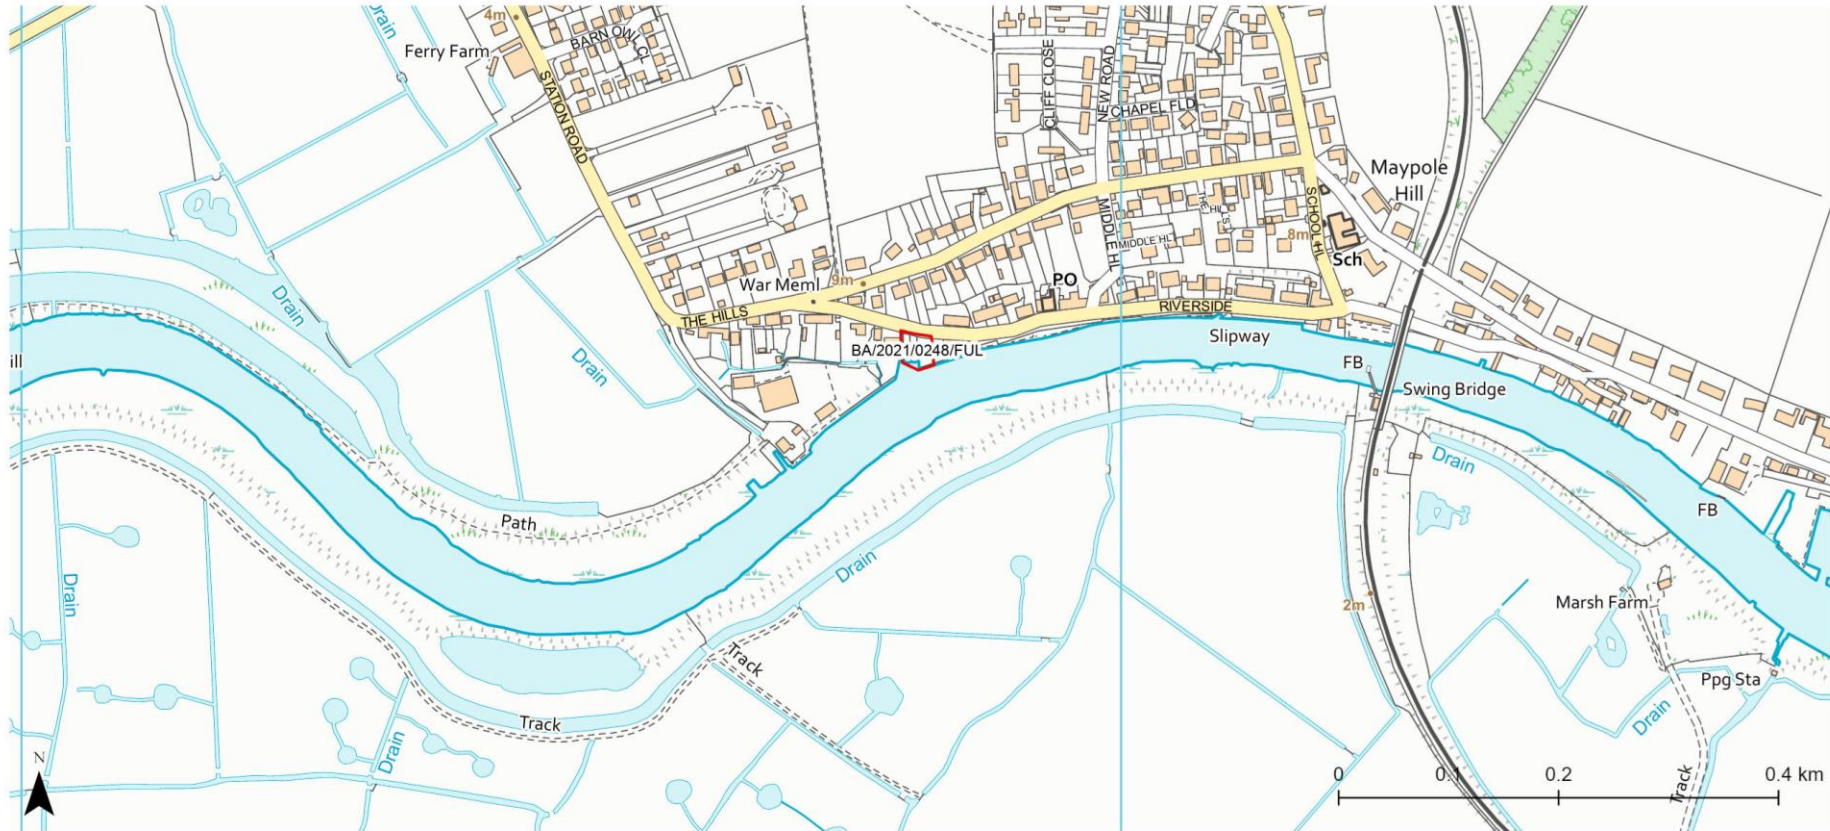 4m
Drain
BARN OWL CL
Ferry Farm
STATION ROAD
CLIFF CLOSE
NEW ROAD
CHAPEL FLD
Maypole
Hill
SCHOOL HL
8m
Sch
MIDDLE HL
MIDDLE HL
War Meml
9m
PO
THE HILLS
RIVERSIDE
Drain
BA/2021/0248/FUL
Slipway
FB
Swing Bridge
ill
Drain
Drain
FB
Path
Drain
Drain
2m
Marsh Farm
Track
Ppg Sta
Track
Drain
Drain
Track
N
0
0.1
0.2
0.4 km